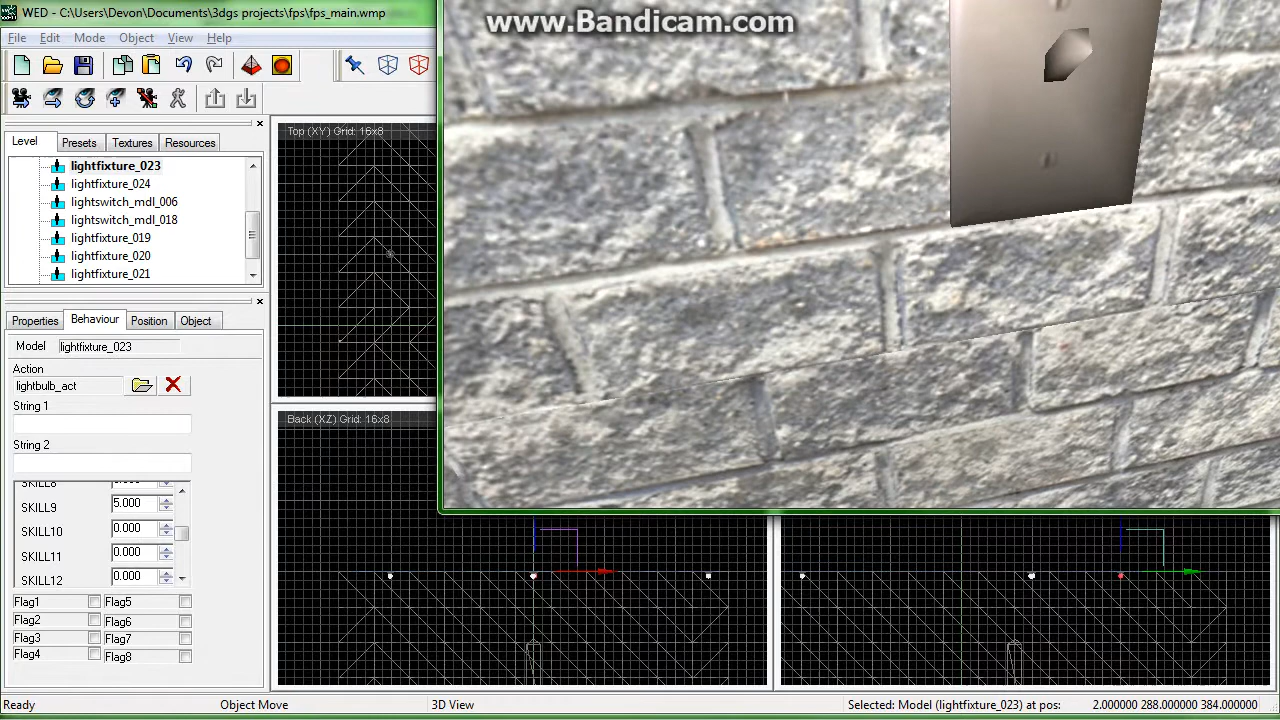 WED - C:\Users\Devon\Documents\3dgs projects\fps\fps_main.wmp
www.Bandicam.com
File Edit Mode Object View Help
Level Presets Textures Resources
lightfixture_023
lightfixture_024
lightswitch_mdl_006
lightswitch_mdl_018
lightfixture_019
lightfixture_020
lightfixture_021
Top (XY) Grid: 16x8
Properties Behaviour Position Object
Model lightfixture_023
Action
lightbulb_act
String 1
String 2
SKILL8
SKILL9 5.000
SKILL10 0.000
SKILL11 0.000
SKILL12 0.000
Flag1 Flag5
Flag2 Flag6
Flag3 Flag7
Flag4 Flag8
Back (XZ) Grid: 16x8
Ready Object Move 3D View Selected: Model (lightfixture_023) at pos: 2.000000 288.000000 384.000000